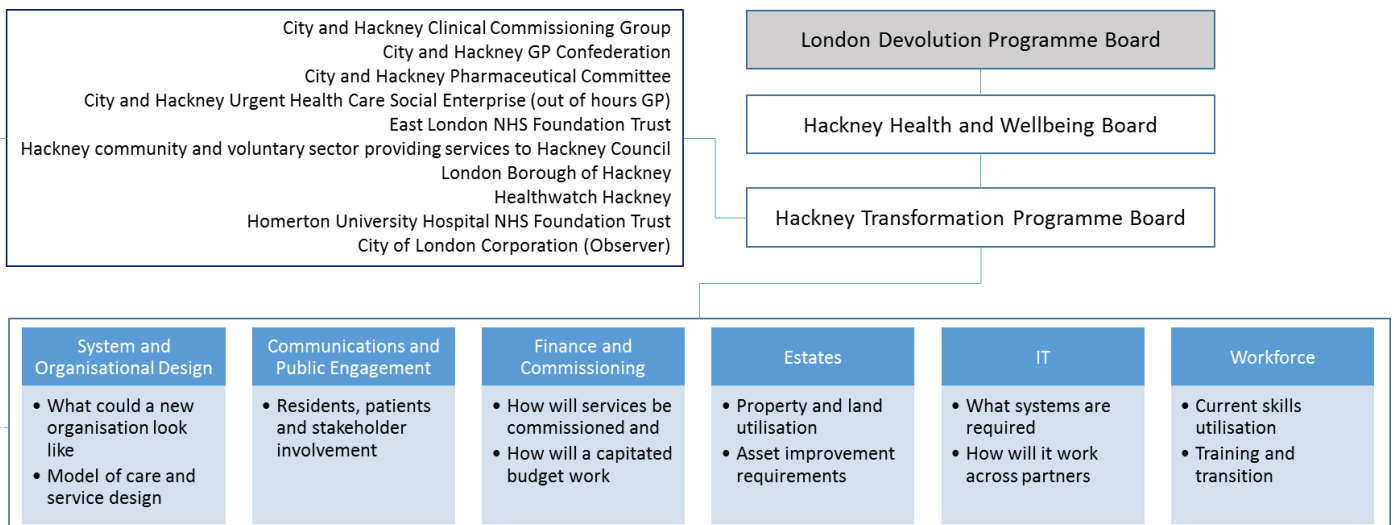 City and Hackney Clinical Commissioning Group
City and Hackney GP Confederation
City and Hackney Pharmaceutical Committee
City and Hackney Urgent Health Care Social Enterprise (out of hours GP)
East London NHS Foundation Trust
Hackney community and voluntary sector providing services to Hackney Council
London Borough of Hackney
Healthwatch Hackney
Homerton University Hospital NHS Foundation Trust
City of London Corporation (Observer)
London Devolution Programme Board
Hackney Health and Wellbeing Board
Hackney Transformation Programme Board
System and
Organisational Design
• What could a new
organisation look
like
• Model of care and
service design
Communications and
Public Engagement
• Residents, patients
and stakeholder
involvement
Finance and
Commissioning
• How will services be
commissioned and
• How will a capitated
budget work
Estates
• Property and land
utilisation
• Asset improvement
requirements
IT
• What systems are
required
• How will it work
across partners
Workforce
• Current skills
utilisation
• Training and
transition